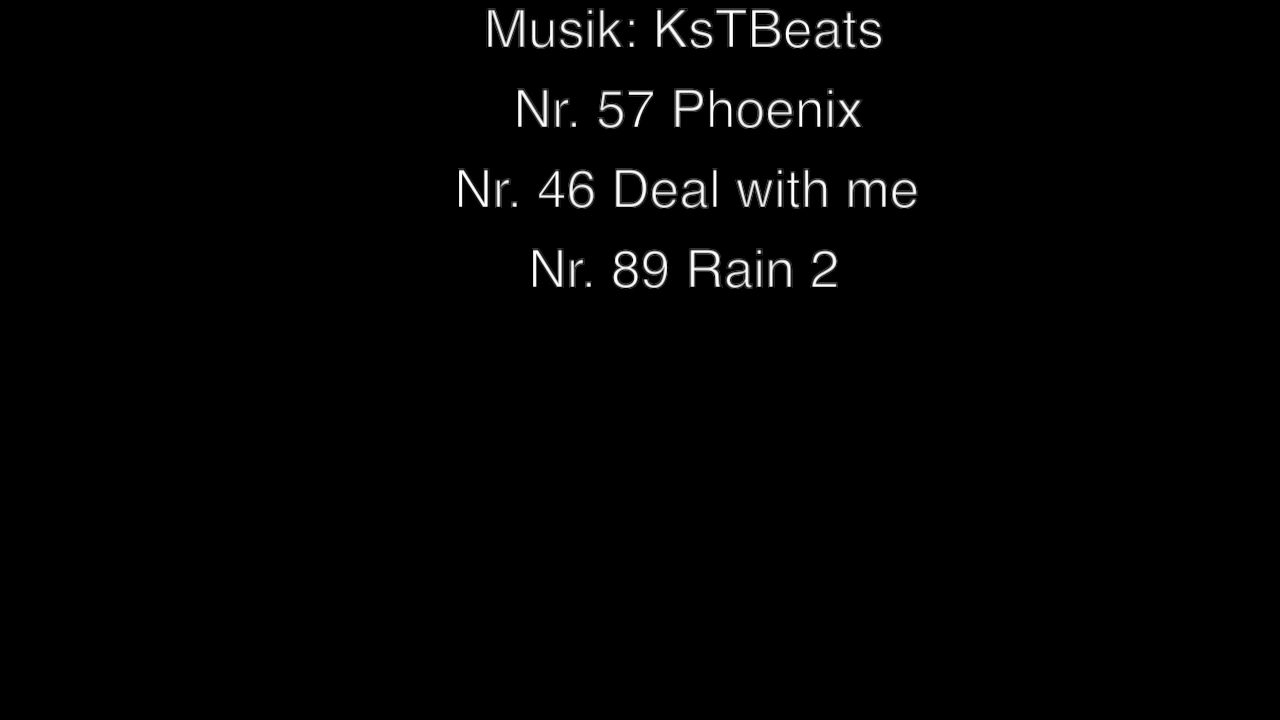 Musik: KsTBeats
Nr. 57 Phoenix
Nr. 46 Deal with me
Nr. 89 Rain 2